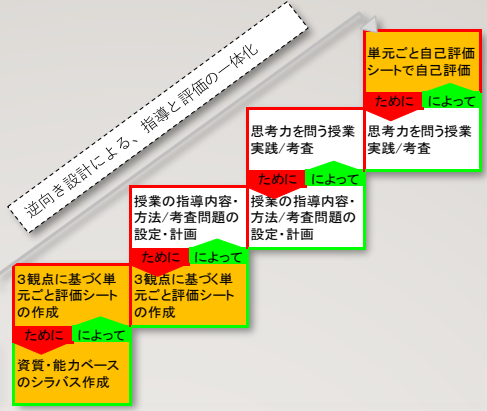 逆向き設計による、指導と評価の一体化
単元ごと自己評価
シートで自己評価
ために
によって
思考力を問う授業
実践/考査
思考力を問う授業
実践/考査
ために
によって
授業の指導内容・
方法/考査問題の
設定・計画
授業の指導内容・
方法/考査問題の
設定・計画
ために
によって
３観点に基づく単
元ごと評価シート
の作成
３観点に基づく単
元ごと評価シート
の作成
ために
によって
資質・能力ベース
のシラバス作成